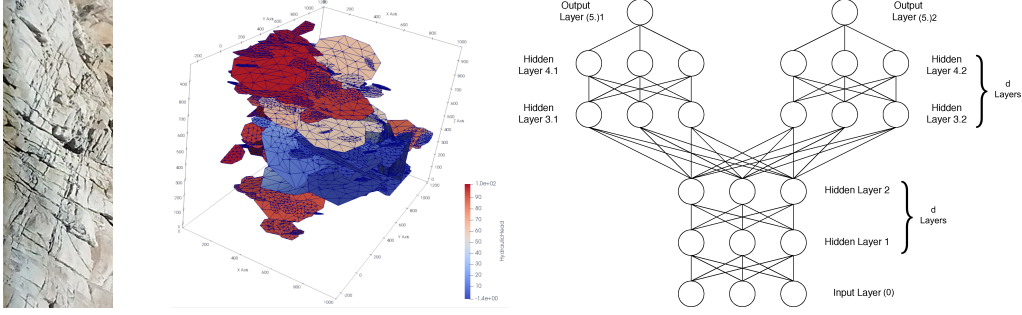 Output
Layer (5.)1
Output
Layer (5.)2
Hidden
Layer 4.1
Hidden
Layer 4.2
d
Layers
Hidden
Layer 3.1
Hidden
Layer 3.2
Hidden Layer 2
d
Layers
Hidden Layer 1
Input Layer (0)
X Axis
Y Axis
Z Axis
X Axis
Y Axis
1.0e+02
90
80
70
60
50
40
30
20
10
-1.4e+00
HydraulicHead